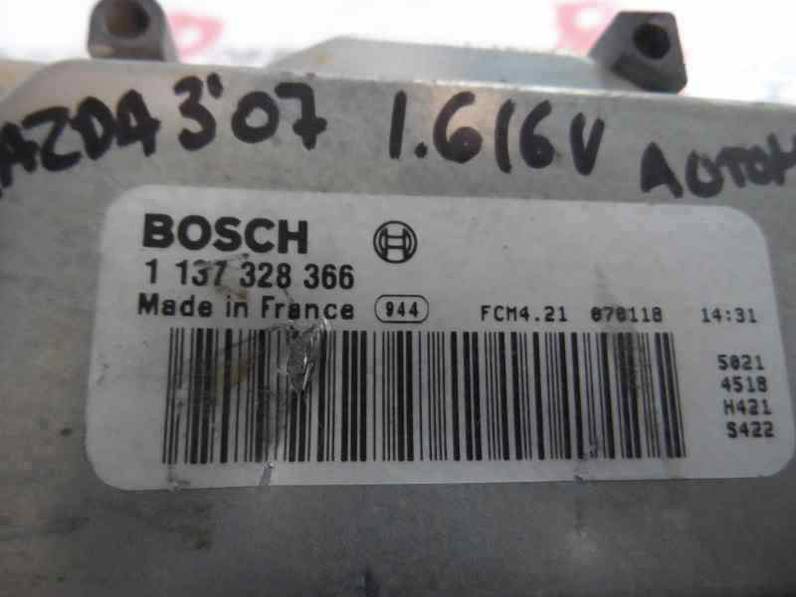 AZDA 3'07 1.6 16V AUTOM
BOSCH
1 137 328 366
Made in France 944 FCM4.21 070118 14:31
5021
4518
H421
S422